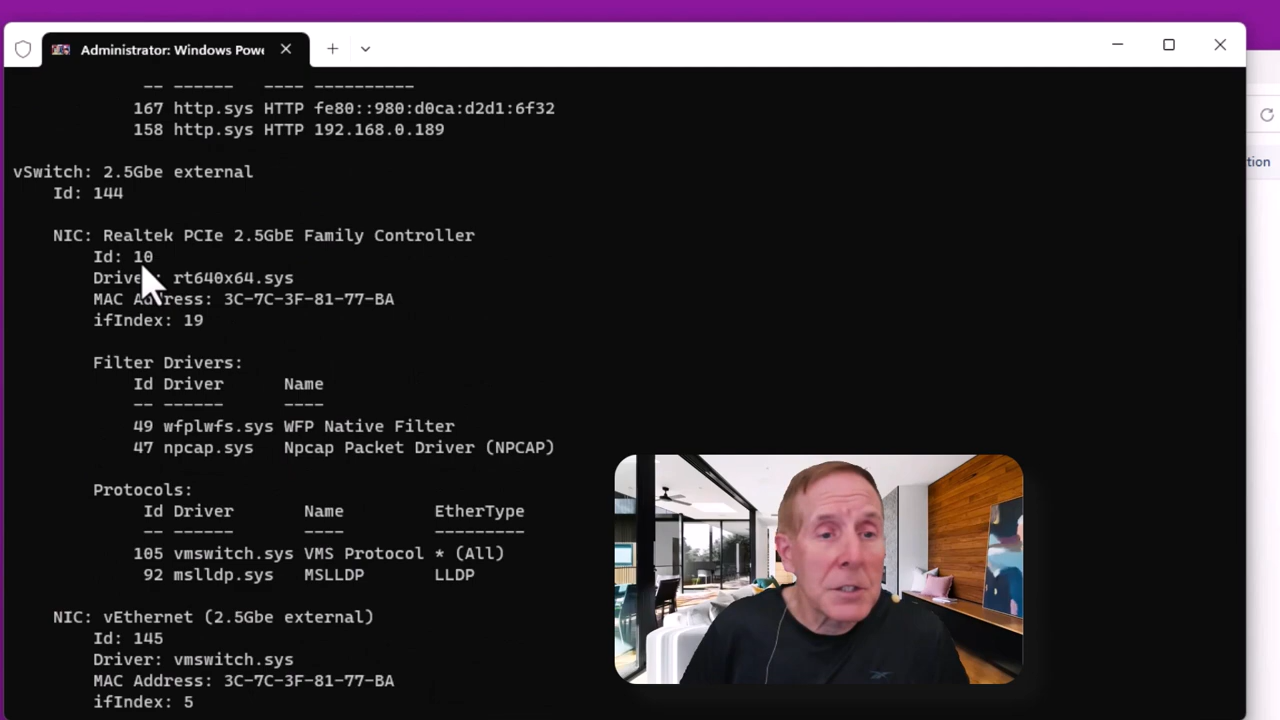 Administrator: Windows Powe
-- ------ ---- ----------
167 http.sys HTTP fe80::980:d0ca:d2d1:6f32
158 http.sys HTTP 192.168.0.189
tion
vSwitch: 2.5Gbe external
Id: 144
NIC: Realtek PCIe 2.5GbE Family Controller
Id: 10
Driver: rt640x64.sys
MAC Address: 3C-7C-3F-81-77-BA
ifIndex: 19
Filter Drivers:
Id Driver Name
-- ------ ----
49 wfplwfs.sys WFP Native Filter
47 npcap.sys Npcap Packet Driver (NPCAP)
Protocols:
Id Driver Name EtherType
-- ------ ---- ---------
105 vmswitch.sys VMS Protocol * (All)
92 mslldp.sys MSLLDP LLDP
NIC: vEthernet (2.5Gbe external)
Id: 145
Driver: vmswitch.sys
MAC Address: 3C-7C-3F-81-77-BA
ifIndex: 5